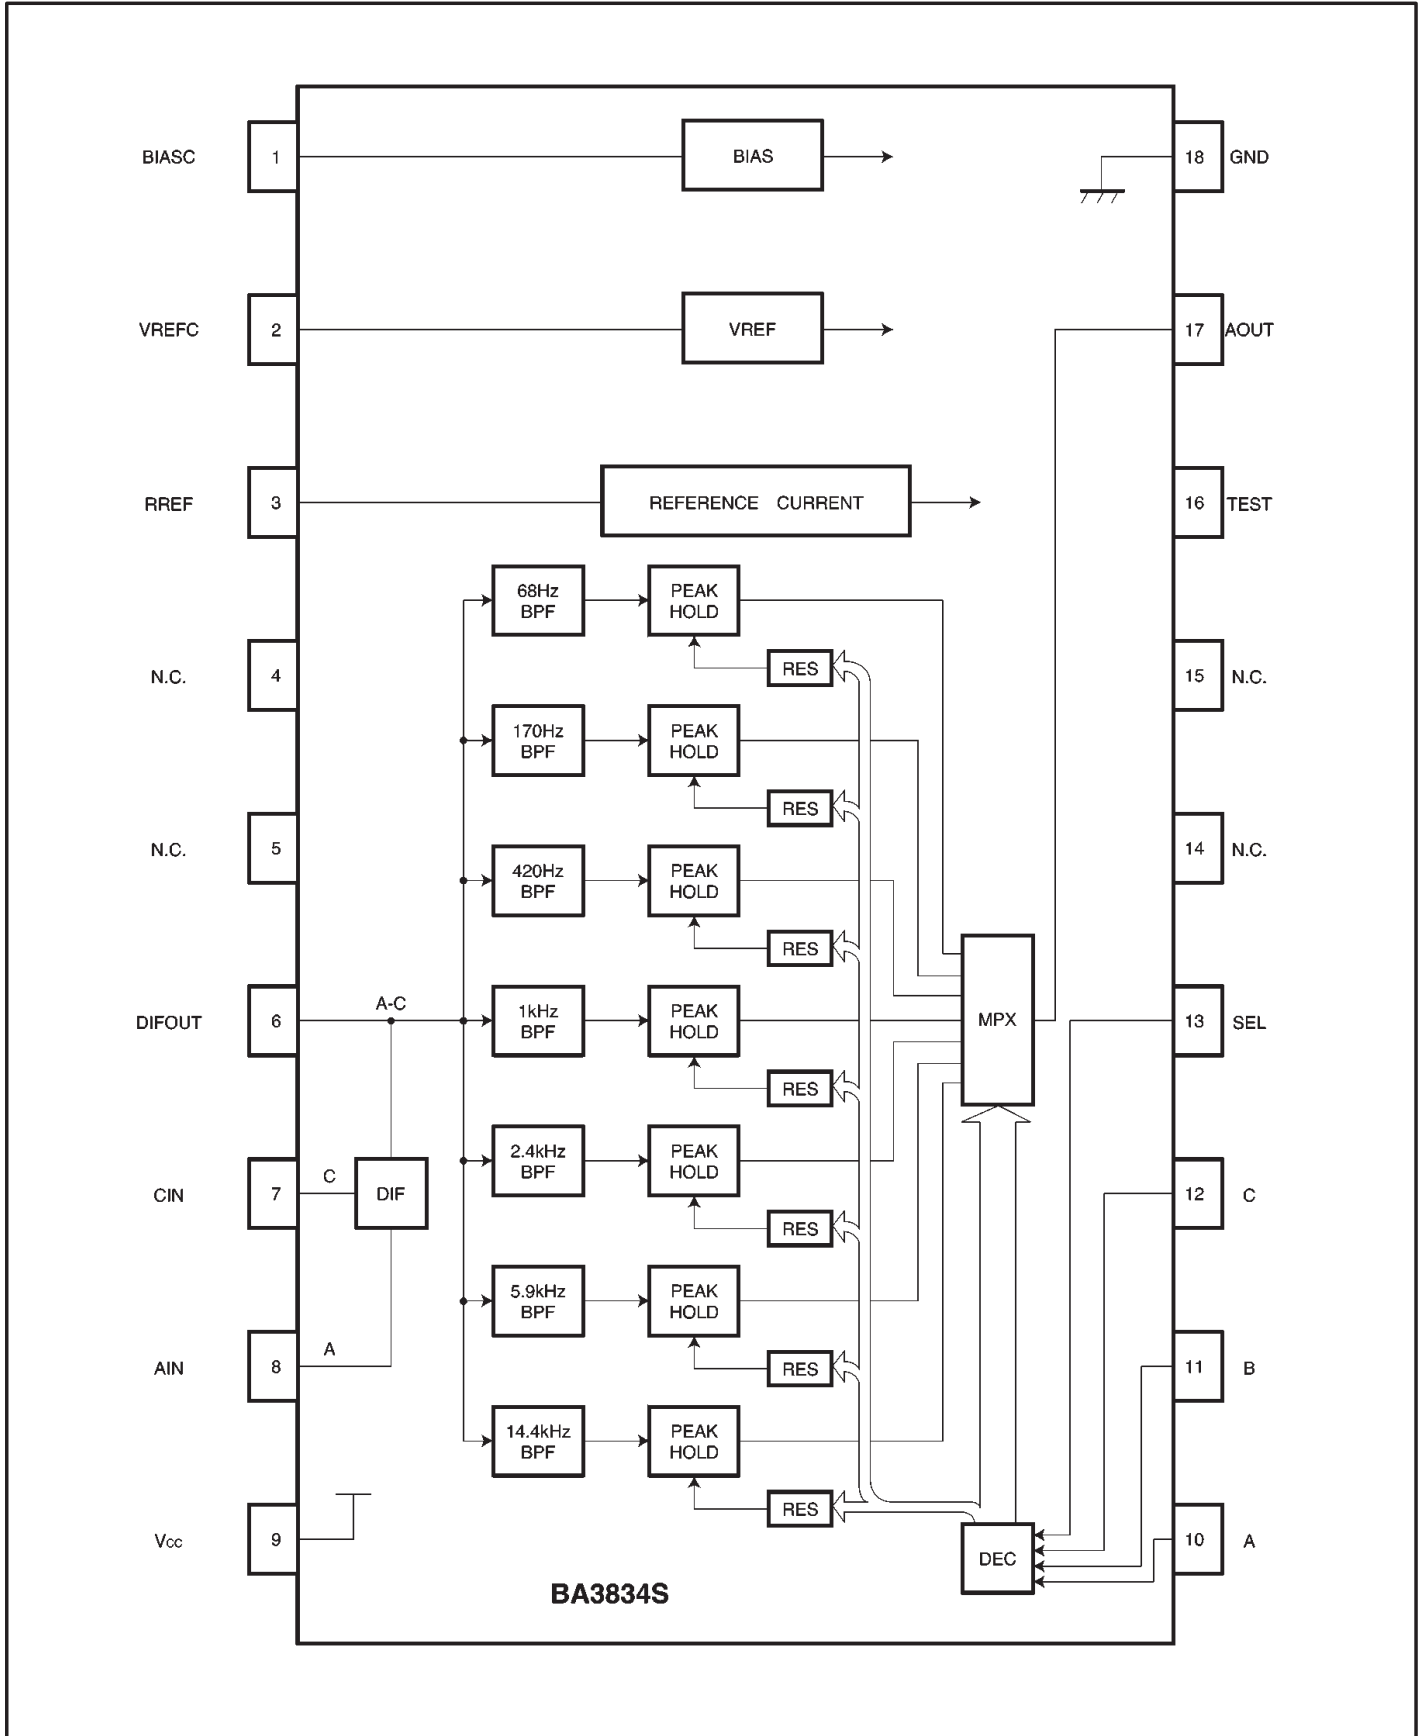 BIASC 1 BIAS 18 GND
VREFC 2 VREF 17 AOUT
RREF 3 REFERENCE CURRENT 16 TEST
68Hz
BPF
PEAK
HOLD
RES
N.C. 4 15 N.C.
170Hz
BPF
PEAK
HOLD
RES
N.C. 5 14 N.C.
420Hz
BPF
PEAK
HOLD
RES
DIFOUT 6 A-C
1kHz
BPF
PEAK
HOLD
MPX
13 SEL
RES
2.4kHz
BPF
PEAK
HOLD
CIN 7 C DIF
12 C
RES
5.9kHz
BPF
PEAK
HOLD
AIN 8 A
RES
11 B
14.4kHz
BPF
PEAK
HOLD
RES
Vcc 9
DEC
10 A
BA3834S